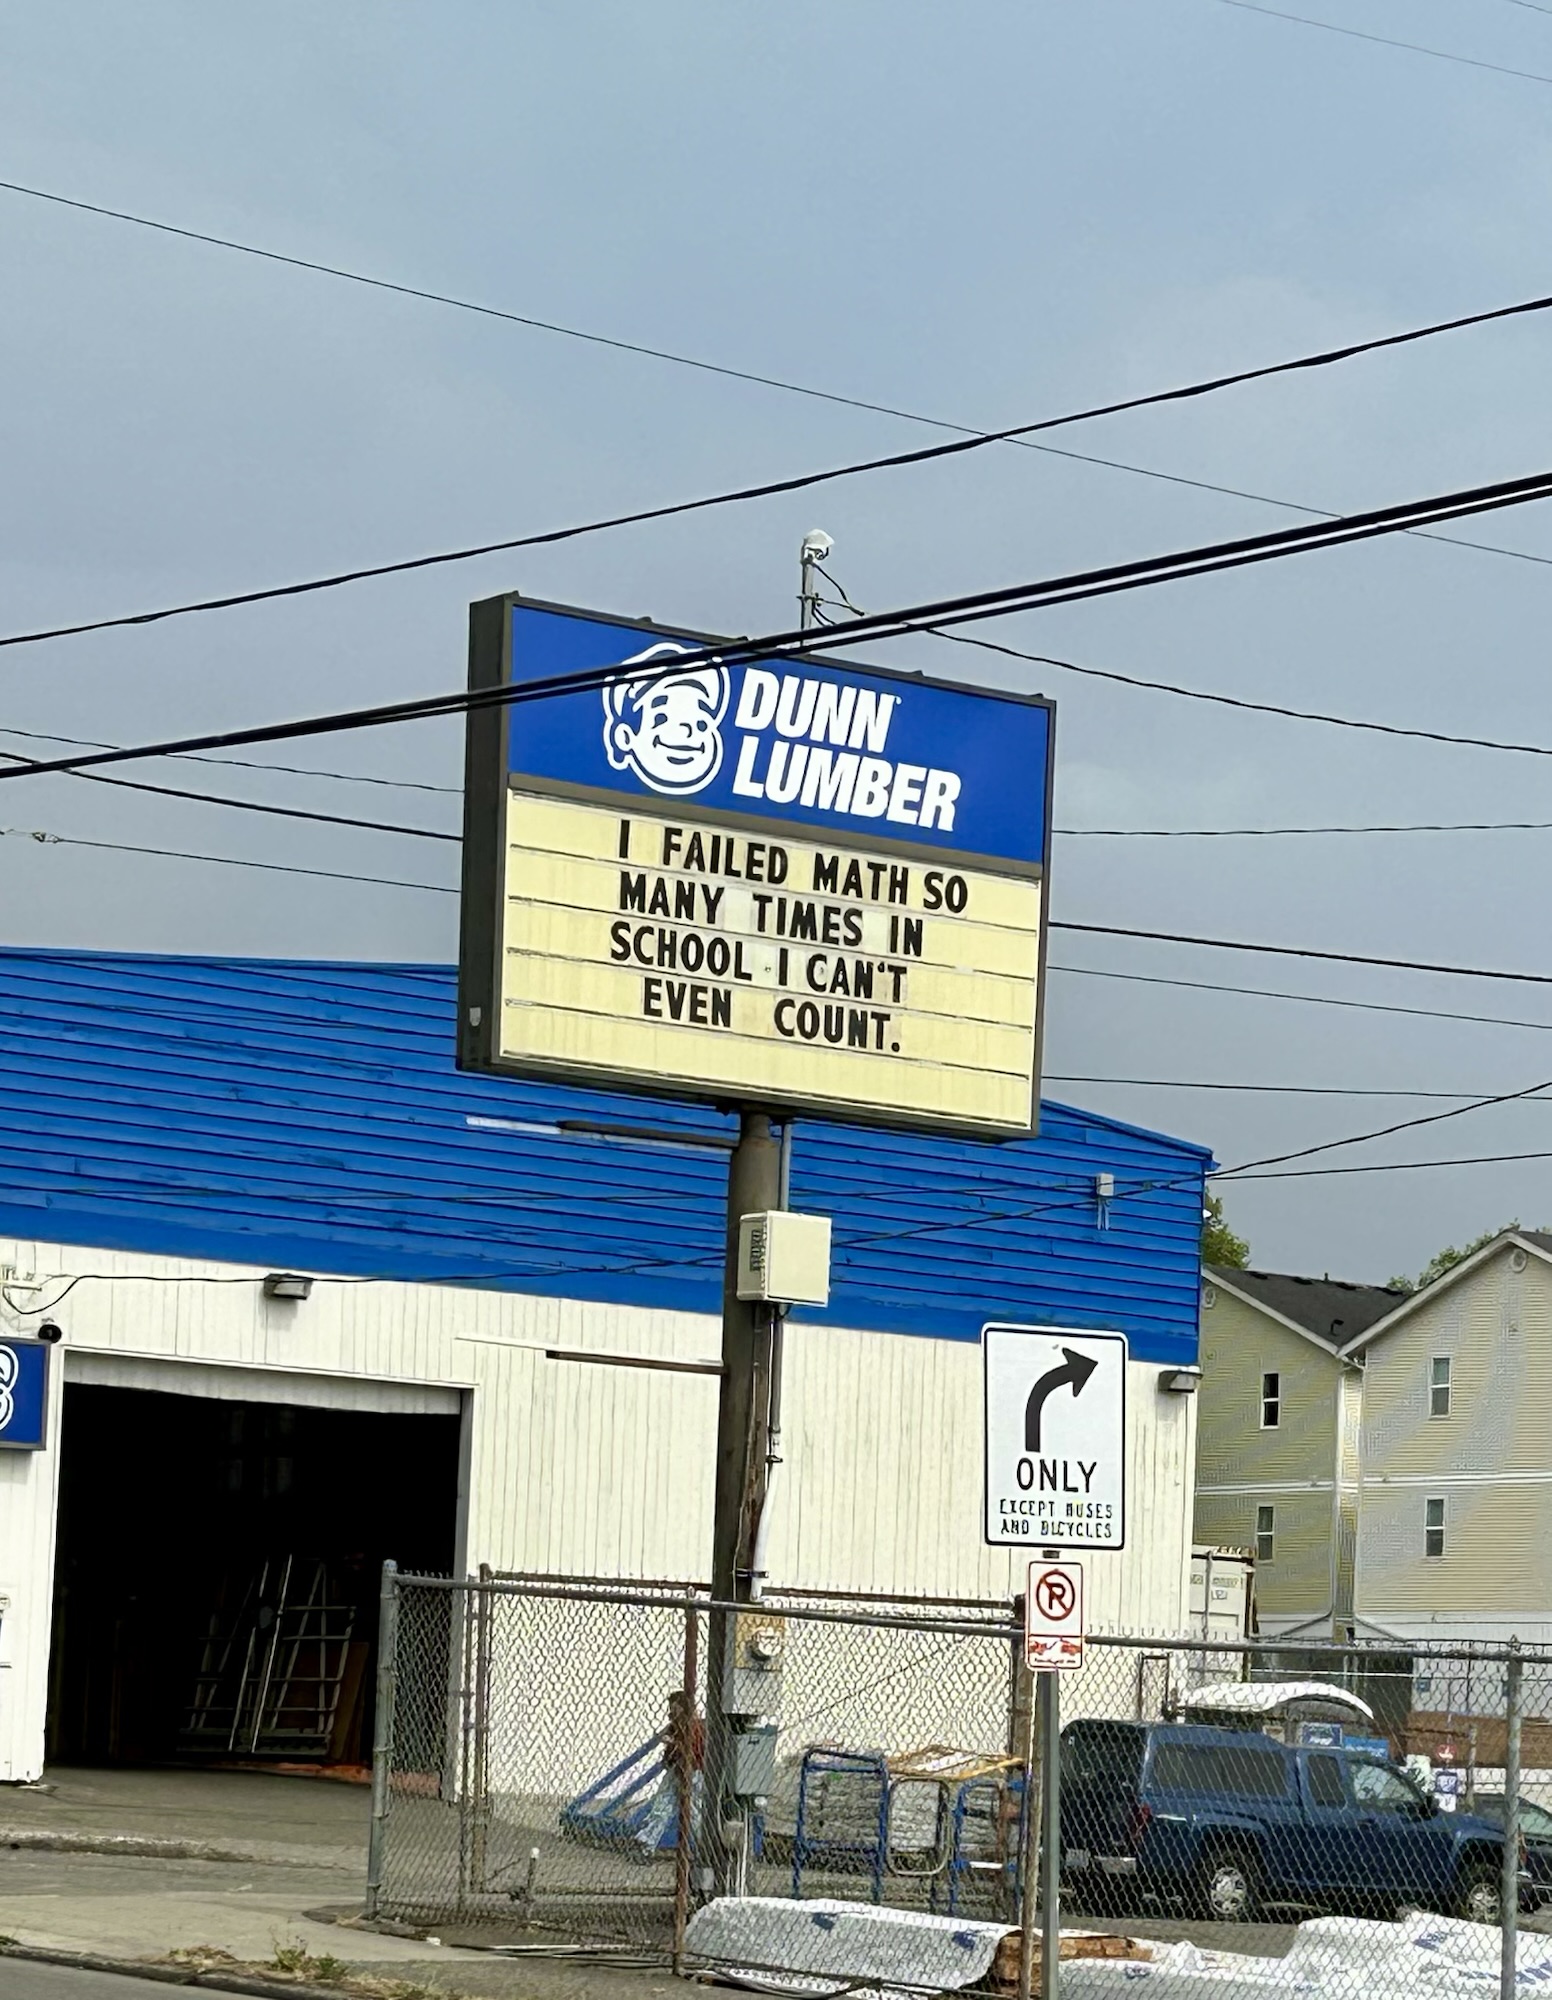 DUNN
LUMBER
I FAILED MATH SO
MANY TIMES IN
SCHOOL I CAN'T
EVEN COUNT.
ONLY
EXCEPT BUSES
AND BICYCLES
P